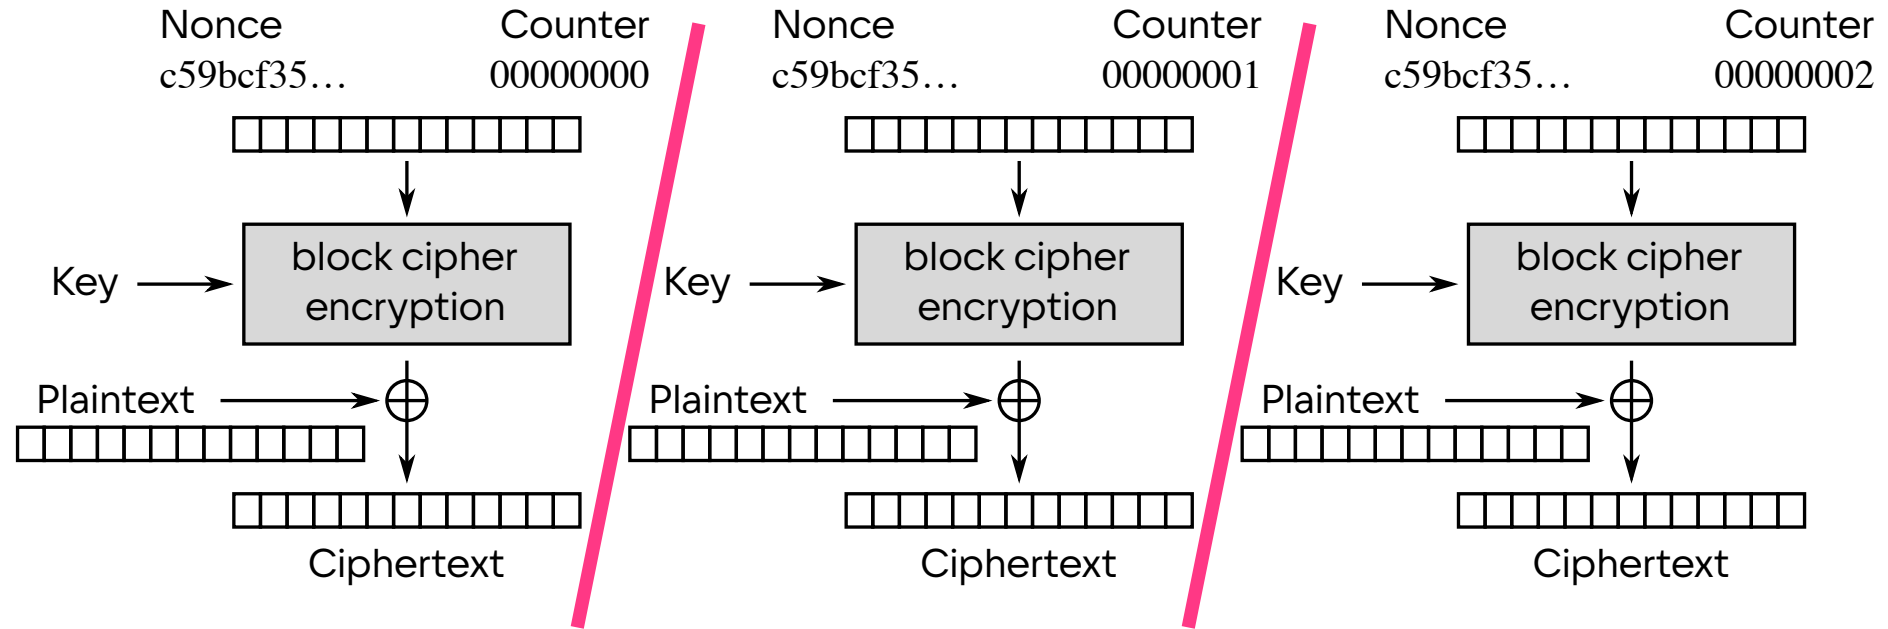 Nonce Counter
c59bcf35… 00000000
Key
block cipher
encryption
Plaintext
Ciphertext
Nonce Counter
c59bcf35… 00000001
Key
block cipher
encryption
Plaintext
Ciphertext
Nonce Counter
c59bcf35… 00000002
Key
block cipher
encryption
Plaintext
Ciphertext